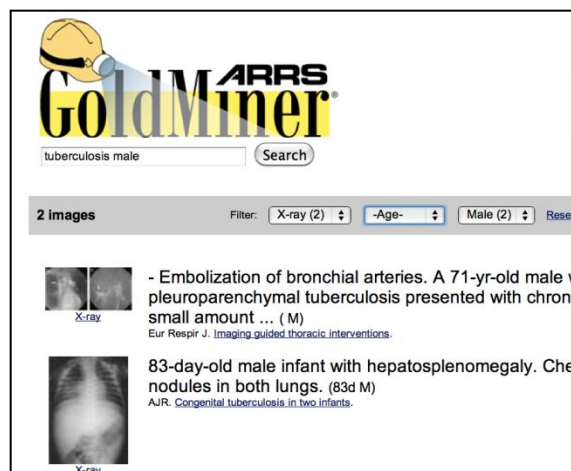 ARRS
GoldMiner®
tuberculosis male
Search
2 images
Filter:
X-ray (2)
-Age-
Male (2)
Rese
- Embolization of bronchial arteries. A 71-yr-old male
pleuroparenchymal tuberculosis presented with chron
small amount ... ( M)
Eur Respir J. Imaging guided thoracic interventions.
X-ray
83-day-old male infant with hepatosplenomegaly. Che
nodules in both lungs. (83d M)
AJR. Congenital tuberculosis in two infants.
X-ray